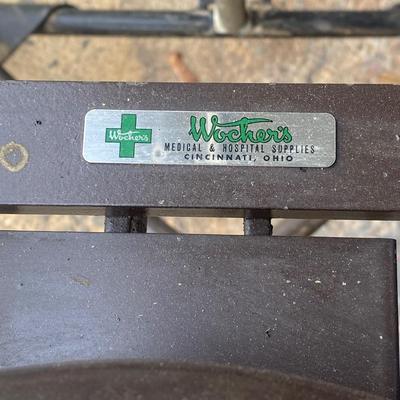 Wocher's
Wocher's
MEDICAL & HOSPITAL SUPPLIES
CINCINNATI, OHIO